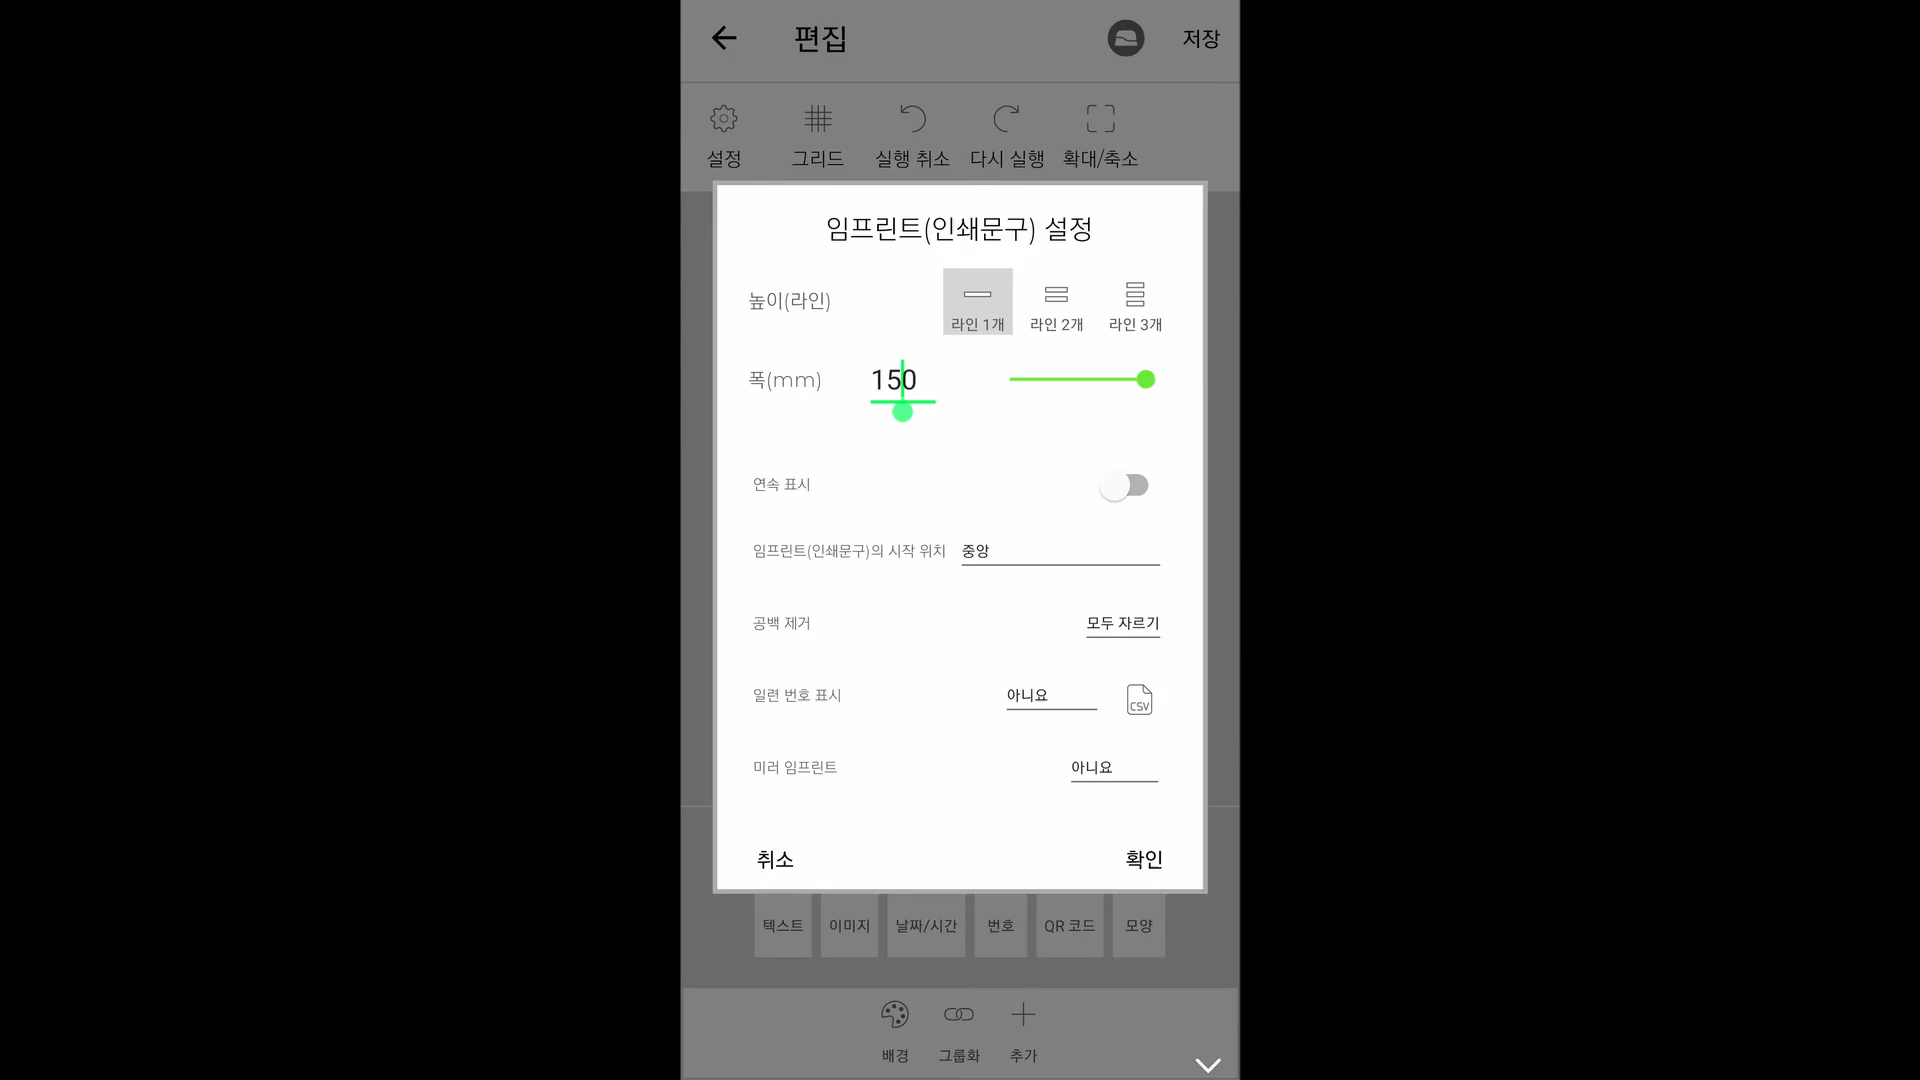 편집
저장
설정 그리드 실행 취소 다시 실행 확대/축소
임프린트(인쇄문구) 설정
높이(라인)
라인 1개 라인 2개 라인 3개
폭(mm) 150
연속 표시
임프린트(인쇄문구)의 시작 위치 중앙
공백 제거 모두 자르기
일련 번호 표시 아니요 CSV
미러 임프린트 아니요
취소 확인
텍스트 이미지 날짜/시간 번호 QR 코드 모양
배경 그룹화 추가